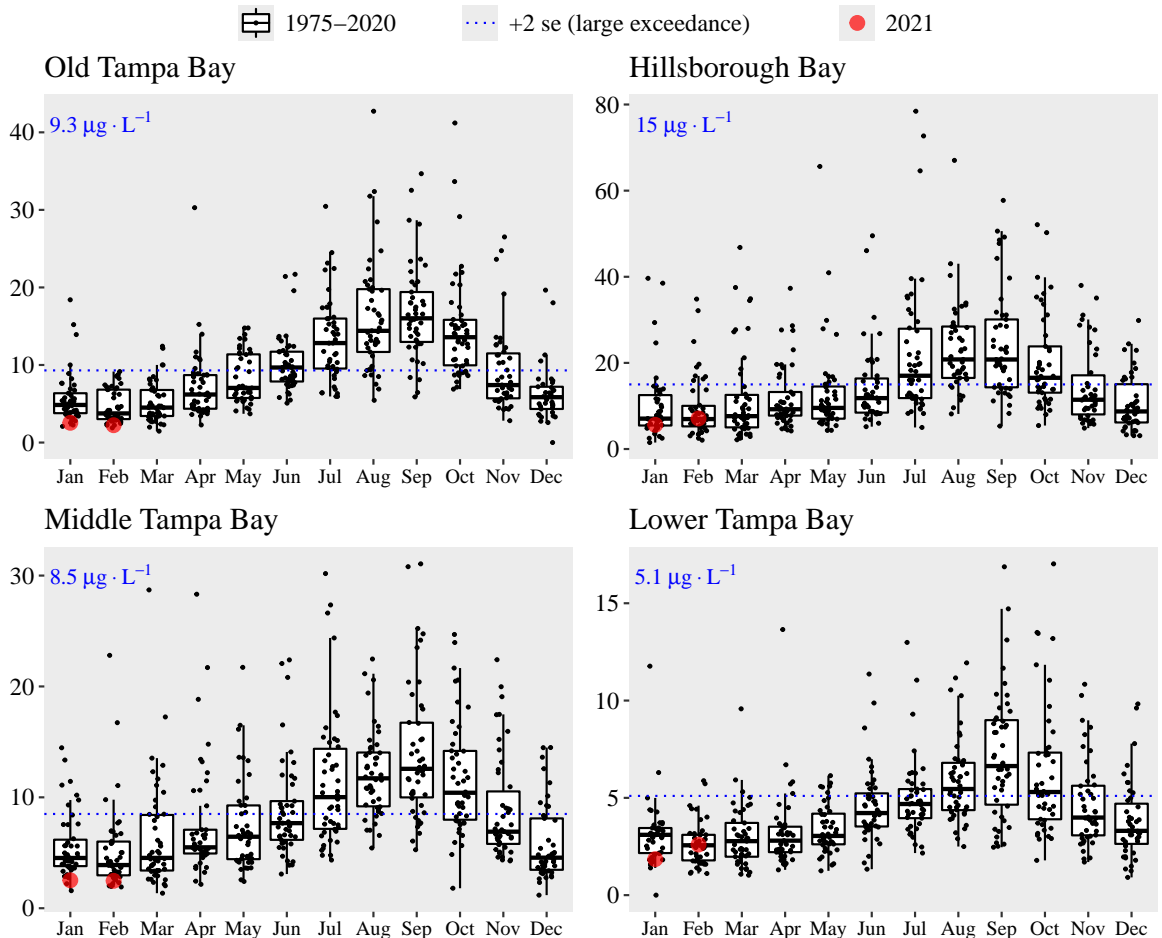 1975–2020 +2 se (large exceedance) 2021
Old Tampa Bay
9.3 μg · L⁻¹
40
30
20
10
0
Jan Feb Mar Apr May Jun Jul Aug Sep Oct Nov Dec
Hillsborough Bay
15 μg · L⁻¹
80
60
40
20
0
Jan Feb Mar Apr May Jun Jul Aug Sep Oct Nov Dec
Middle Tampa Bay
8.5 μg · L⁻¹
30
20
10
0
Jan Feb Mar Apr May Jun Jul Aug Sep Oct Nov Dec
Lower Tampa Bay
5.1 μg · L⁻¹
15
10
5
0
Jan Feb Mar Apr May Jun Jul Aug Sep Oct Nov Dec